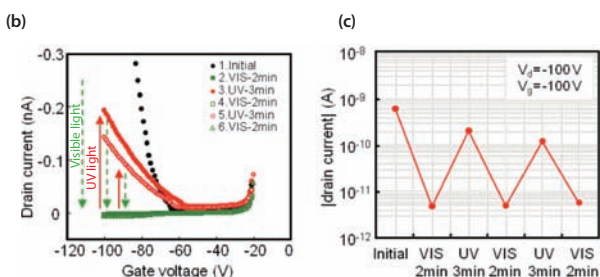 (b)
-0.3
-0.2
-0.1
0
Drain current (nA)
Visible light
UV light
1.Initial
2.VIS-2min
3.UV-3min
4.VIS-2min
5.UV-3min
6.VIS-2min
-120 -100 -80 -60 -40 -20 0
Gate voltage (V)
(c)
10⁻⁸
10⁻⁹
10⁻¹⁰
10⁻¹¹
10⁻¹²
|drain current| (A)
V_d=-100V
V_g=-100V
Initial VIS UV VIS UV VIS
2min 3min 2min 3min 2min